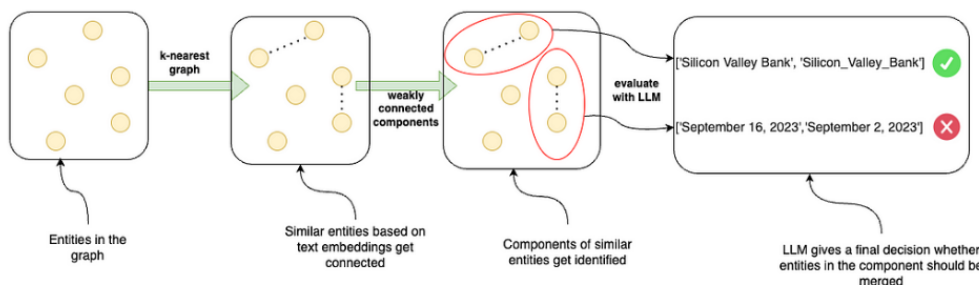 k-nearest
graph
weakly
connected
components
evaluate
with LLM
['Silicon Valley Bank', 'Silicon_Valley_Bank']
['September 16, 2023','September 2, 2023']
Entities in the
graph
Similar entities based on
text embeddings get
connected
Components of similar
entities get identified
LLM gives a final decision whether
entities in the component should be
merged